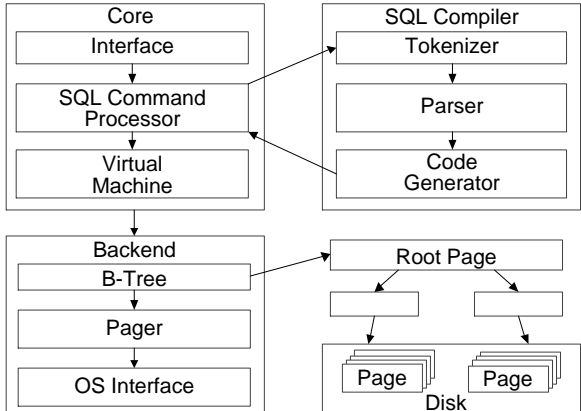 Core
Interface
SQL Command
Processor
Virtual
Machine
SQL Compiler
Tokenizer
Parser
Code
Generator
Backend
B-Tree
Pager
OS Interface
Root Page
Page
Page
Disk